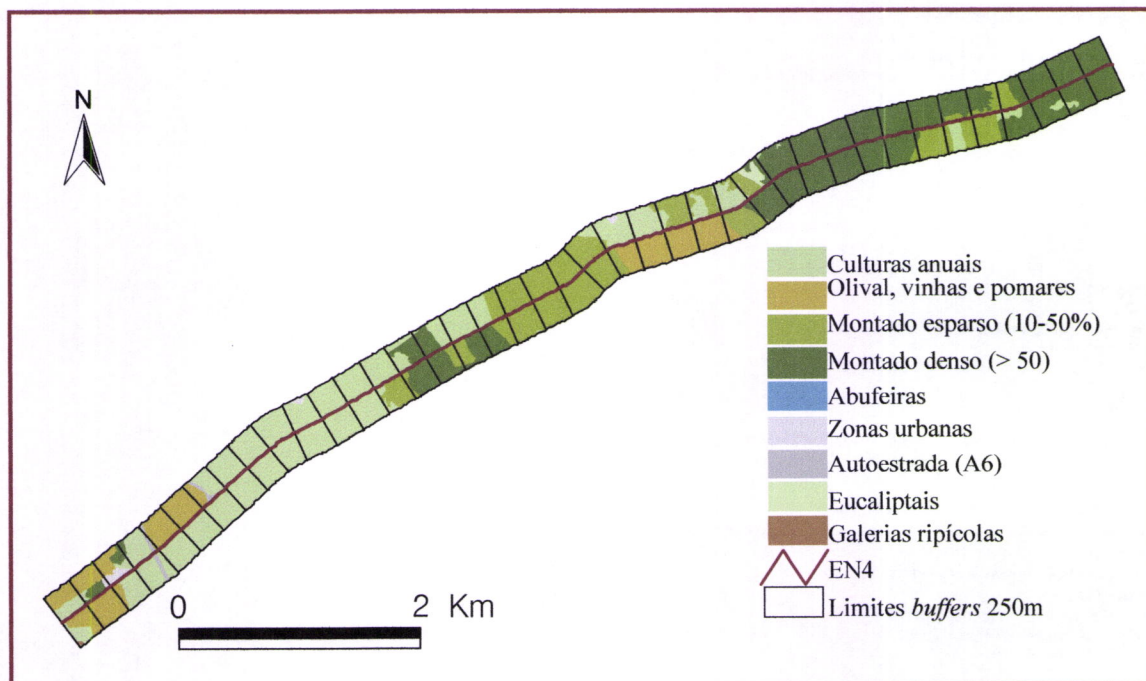 N
Culturas anuais
Olival, vinhas e pomares
Montado esparso (10-50%)
Montado denso (> 50)
Abufeiras
Zonas urbanas
Autoestrada (A6)
Eucaliptais
Galerias ripícolas
EN4
Limites buffers 250m
0 2 Km